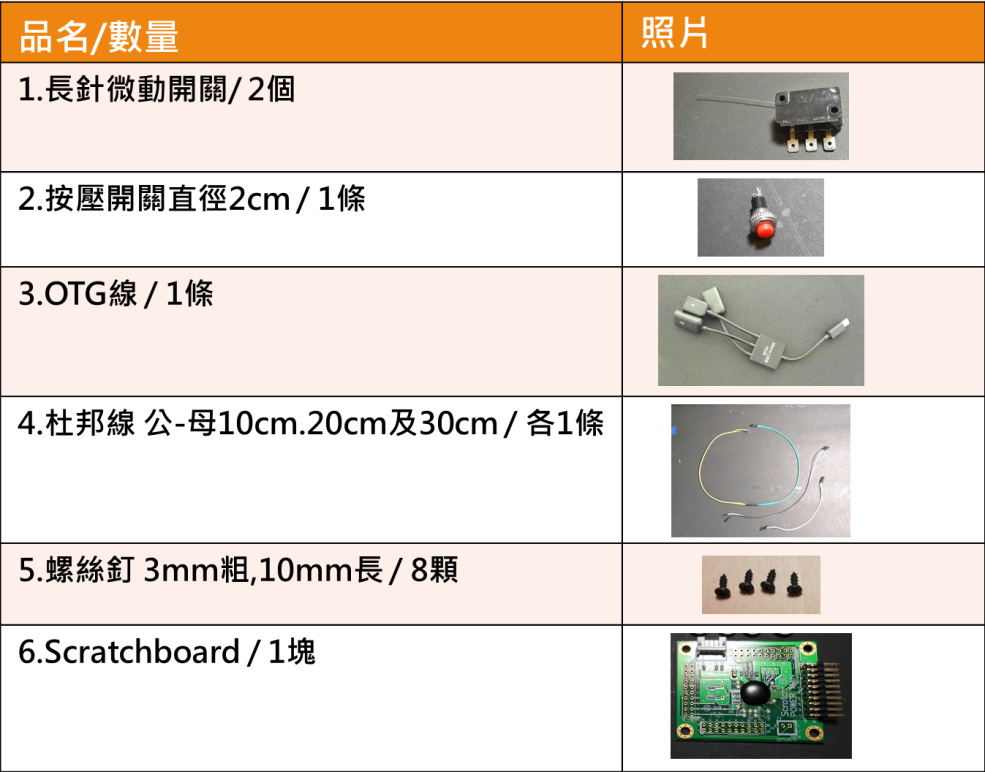 品名/數量
照片
1.長針微動開關/ 2個
2.按壓開關直徑2cm / 1條
3.OTG線 / 1條
4.杜邦線 公-母10cm.20cm及30cm / 各1條
5.螺絲釘 3mm粗,10mm長 / 8顆
6.Scratchboard / 1塊